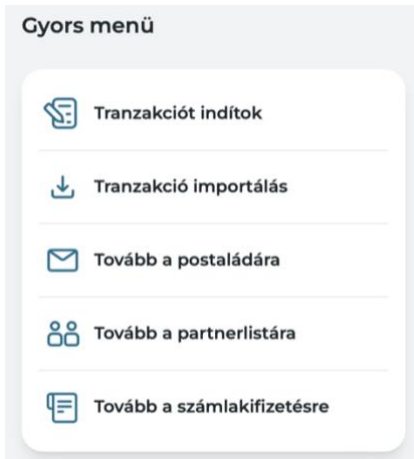 Gyors menü
Tranzakciót indítok
Tranzakció importálás
Tovább a postaládára
Tovább a partnerlistára
Tovább a számlakifizetésre